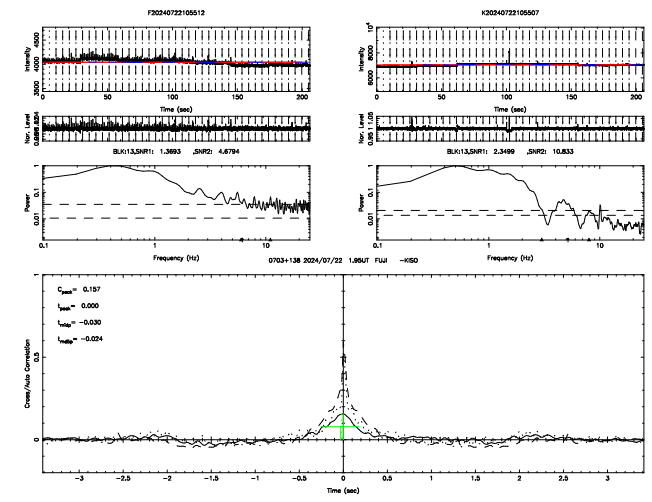 F20240722105512
K20240722105507
Intensity
3500 4000 4500
0 50 100 150 200
Time (sec)
Intensity
6000 8000 10⁴
0 50 100 150 200
Time (sec)
Nor. Level
Nor. Level
0.95 1 1.05
BLK:13,SNR1: 1.3693 ,SNR2: 4.6794
BLK:13,SNR1: 2.3499 ,SNR2: 10.833
Power
0.01 0.1 1
0.1 1 10
Frequency (Hz)
Power
0.01 0.1 1
0.1 1 10
Frequency (Hz)
0703+138 2024/07/22 1.95UT FUJI -KISO
C peak= 0.157
t peak= 0.000
t mdp= -0.030
t mdbp= -0.024
Cross/Auto Correlation
0 0.5 1
-3 -2.5 -2 -1.5 -1 -0.5 0 0.5 1 1.5 2 2.5 3
Time (sec)